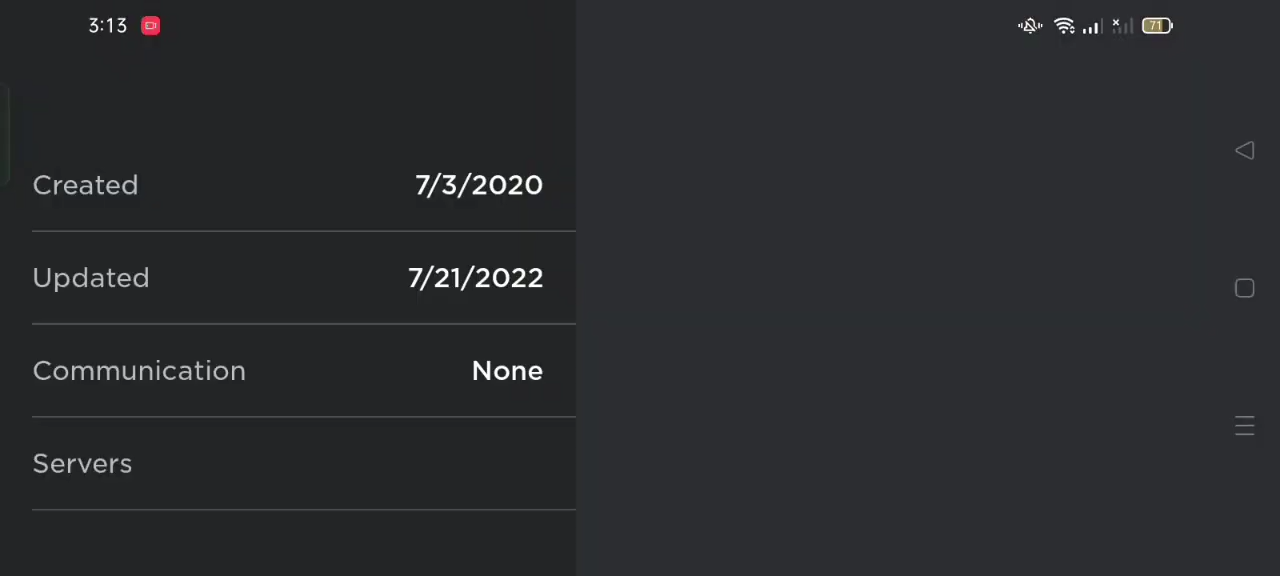 3:13
71
Created 7/3/2020
Updated 7/21/2022
Communication None
Servers